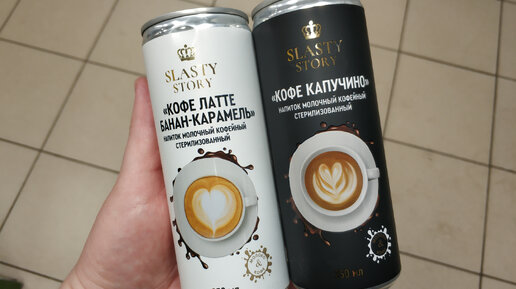 SLASTY
STORY
«КОФЕ ЛАТТЕ
БАНАН-КАРАМЕЛЬ»
НАПИТОК МОЛОЧНЫЙ КОФЕЙНЫЙ
СТЕРИЛИЗОВАННЫЙ
SLASTY
STORY
«КОФЕ КАПУЧИНО»
НАПИТОК МОЛОЧНЫЙ КОФЕЙНЫЙ
СТЕРИЛИЗОВАННЫЙ